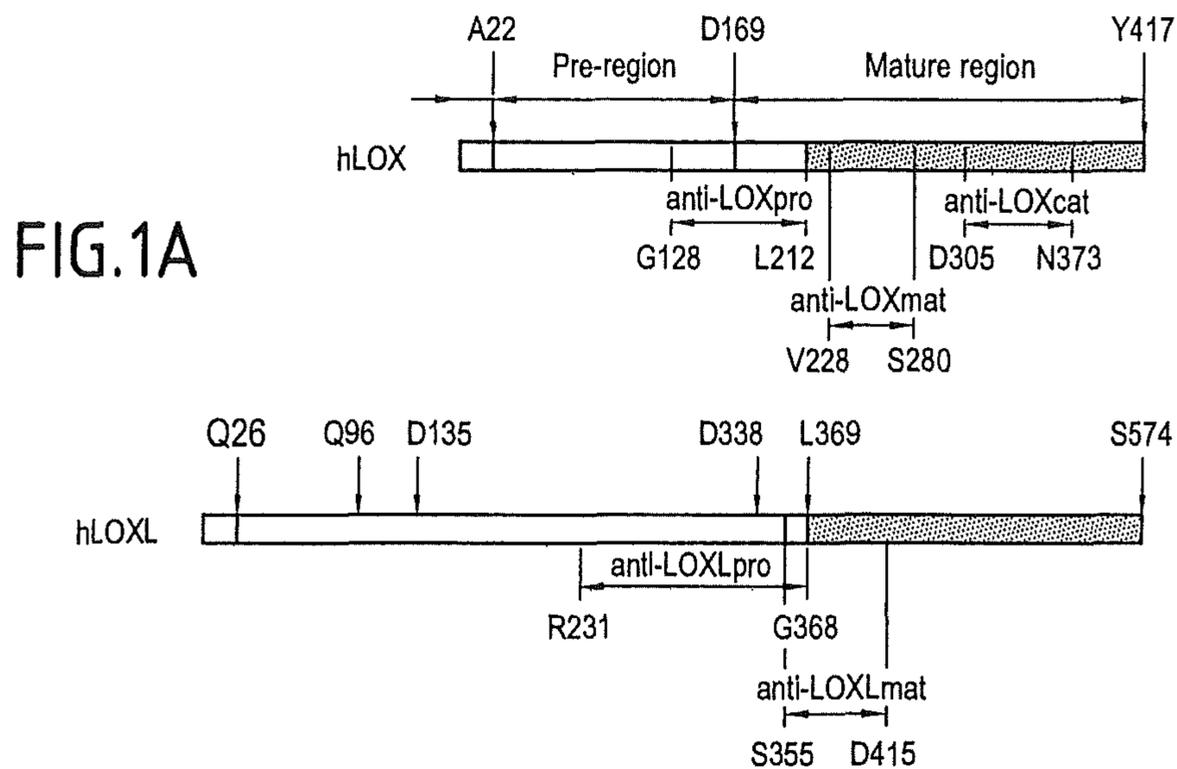 A22 D169 Y417
Pre-region Mature region
hLOX
anti-LOXpro anti-LOXcat
FIG.1A
G128 L212 D305 N373
anti-LOXmat
V228 S280
Q26 Q96 D135 D338 L369 S574
hLOXL
anti-LOXLpro
R231 G368
anti-LOXLmat
S355 D415